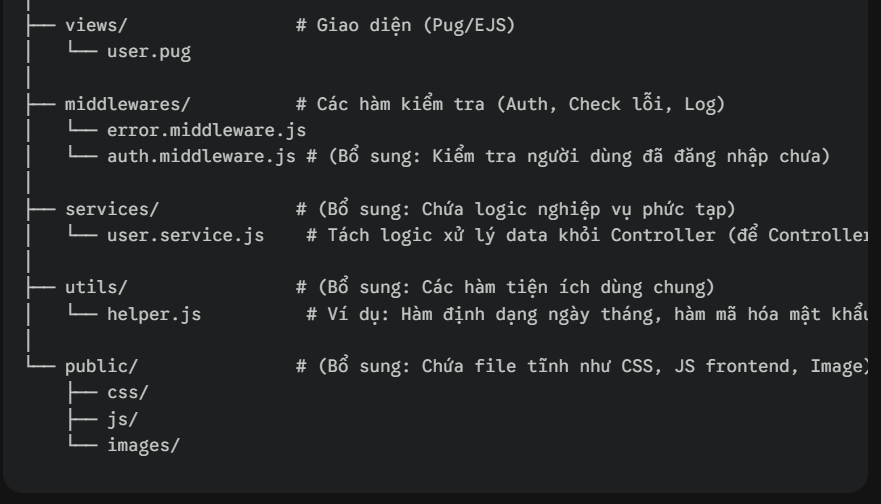 ├── views/                # Giao diện (Pug/EJS)
│   └── user.pug
│
├── middlewares/          # Các hàm kiểm tra (Auth, Check lỗi, Log)
│   └── error.middleware.js
│   └── auth.middleware.js # (Bổ sung: Kiểm tra người dùng đã đăng nhập chưa)
│
├── services/             # (Bổ sung: Chứa logic nghiệp vụ phức tạp)
│   └── user.service.js    # Tách logic xử lý data khỏi Controller (để Controller
│
├── utils/                # (Bổ sung: Các hàm tiện ích dùng chung)
│   └── helper.js          # Ví dụ: Hàm định dạng ngày tháng, hàm mã hóa mật khẩu
│
└── public/               # (Bổ sung: Chứa file tĩnh như CSS, JS frontend, Image)
    ├── css/
    ├── js/
    └── images/